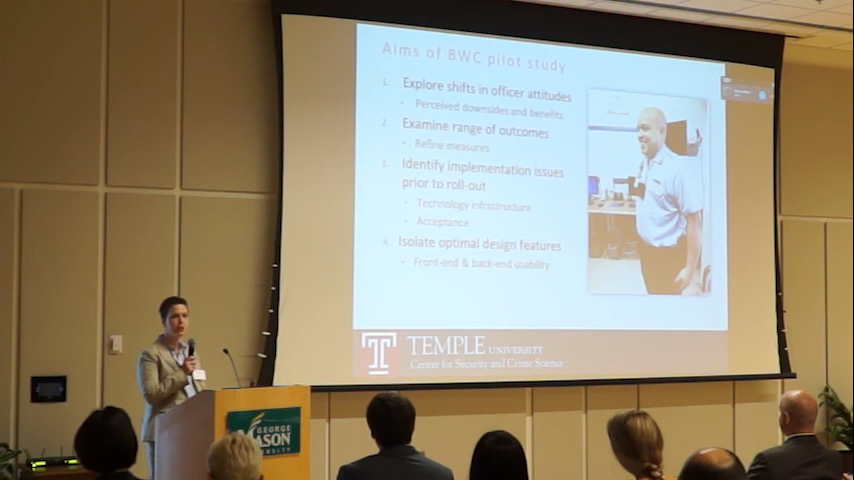 Aims of BWC pilot study
1. Explore shifts in officer attitudes
• Perceived downsides and benefits
2. Examine range of outcomes
• Refine measures
3. Identify implementation issues
prior to roll-out
• Technology infrastructure
• Acceptance
4. Isolate optimal design features
• Front-end & back-end usability
T TEMPLE UNIVERSITY
Center for Security and Crime Science
GEORGE
MASON
UNIVERSITY